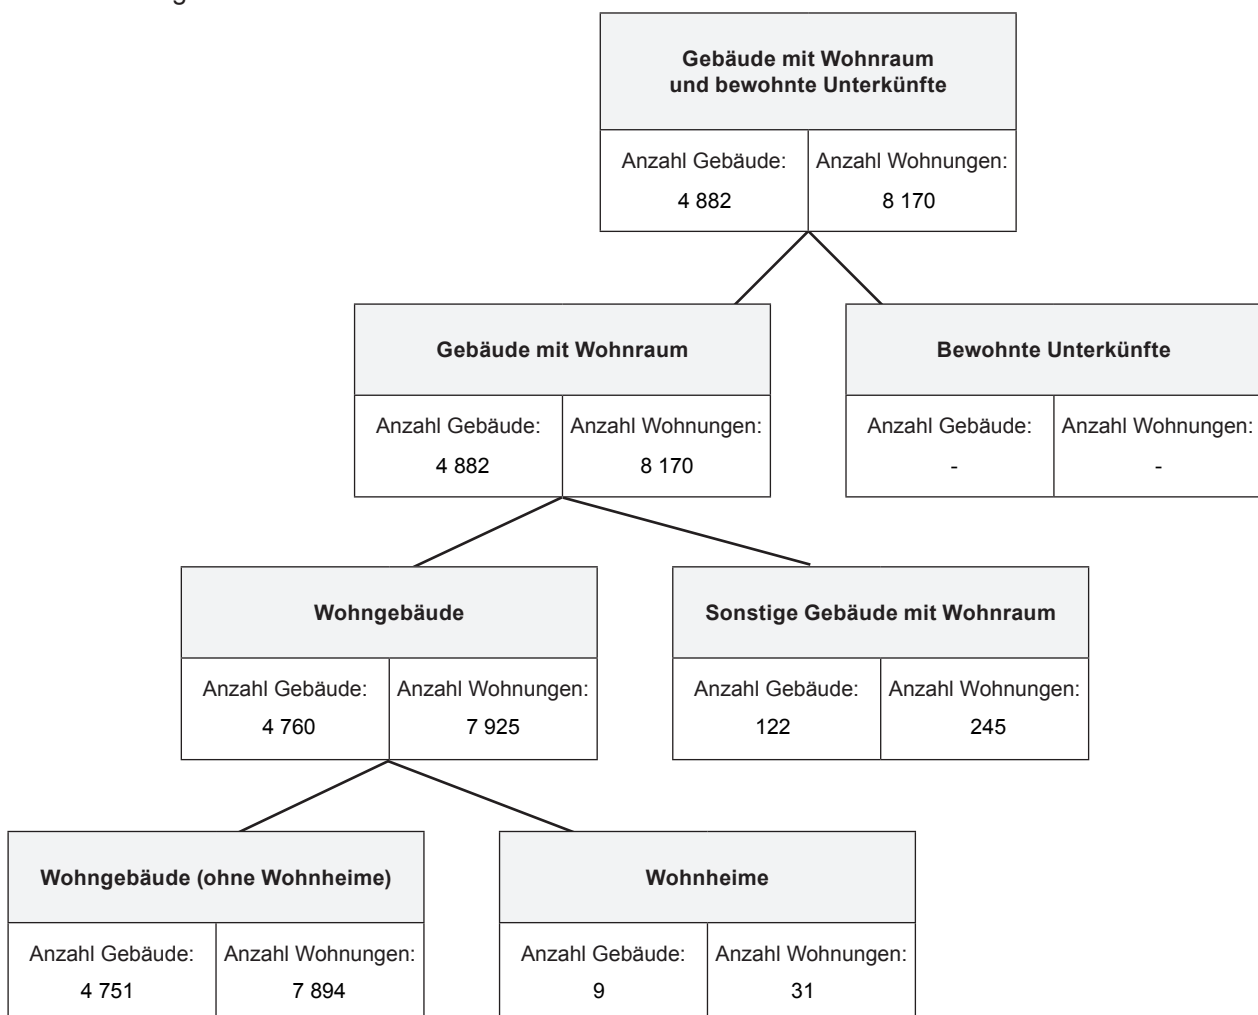 Gebäude mit Wohnraum
und bewohnte Unterkünfte
Anzahl Gebäude: Anzahl Wohnungen:
4 882 8 170
Gebäude mit Wohnraum
Anzahl Gebäude: Anzahl Wohnungen:
4 882 8 170
Bewohnte Unterkünfte
Anzahl Gebäude: Anzahl Wohnungen:
- -
Wohngebäude
Anzahl Gebäude: Anzahl Wohnungen:
4 760 7 925
Sonstige Gebäude mit Wohnraum
Anzahl Gebäude: Anzahl Wohnungen:
122 245
Wohngebäude (ohne Wohnheime)
Anzahl Gebäude: Anzahl Wohnungen:
4 751 7 894
Wohnheime
Anzahl Gebäude: Anzahl Wohnungen:
9 31